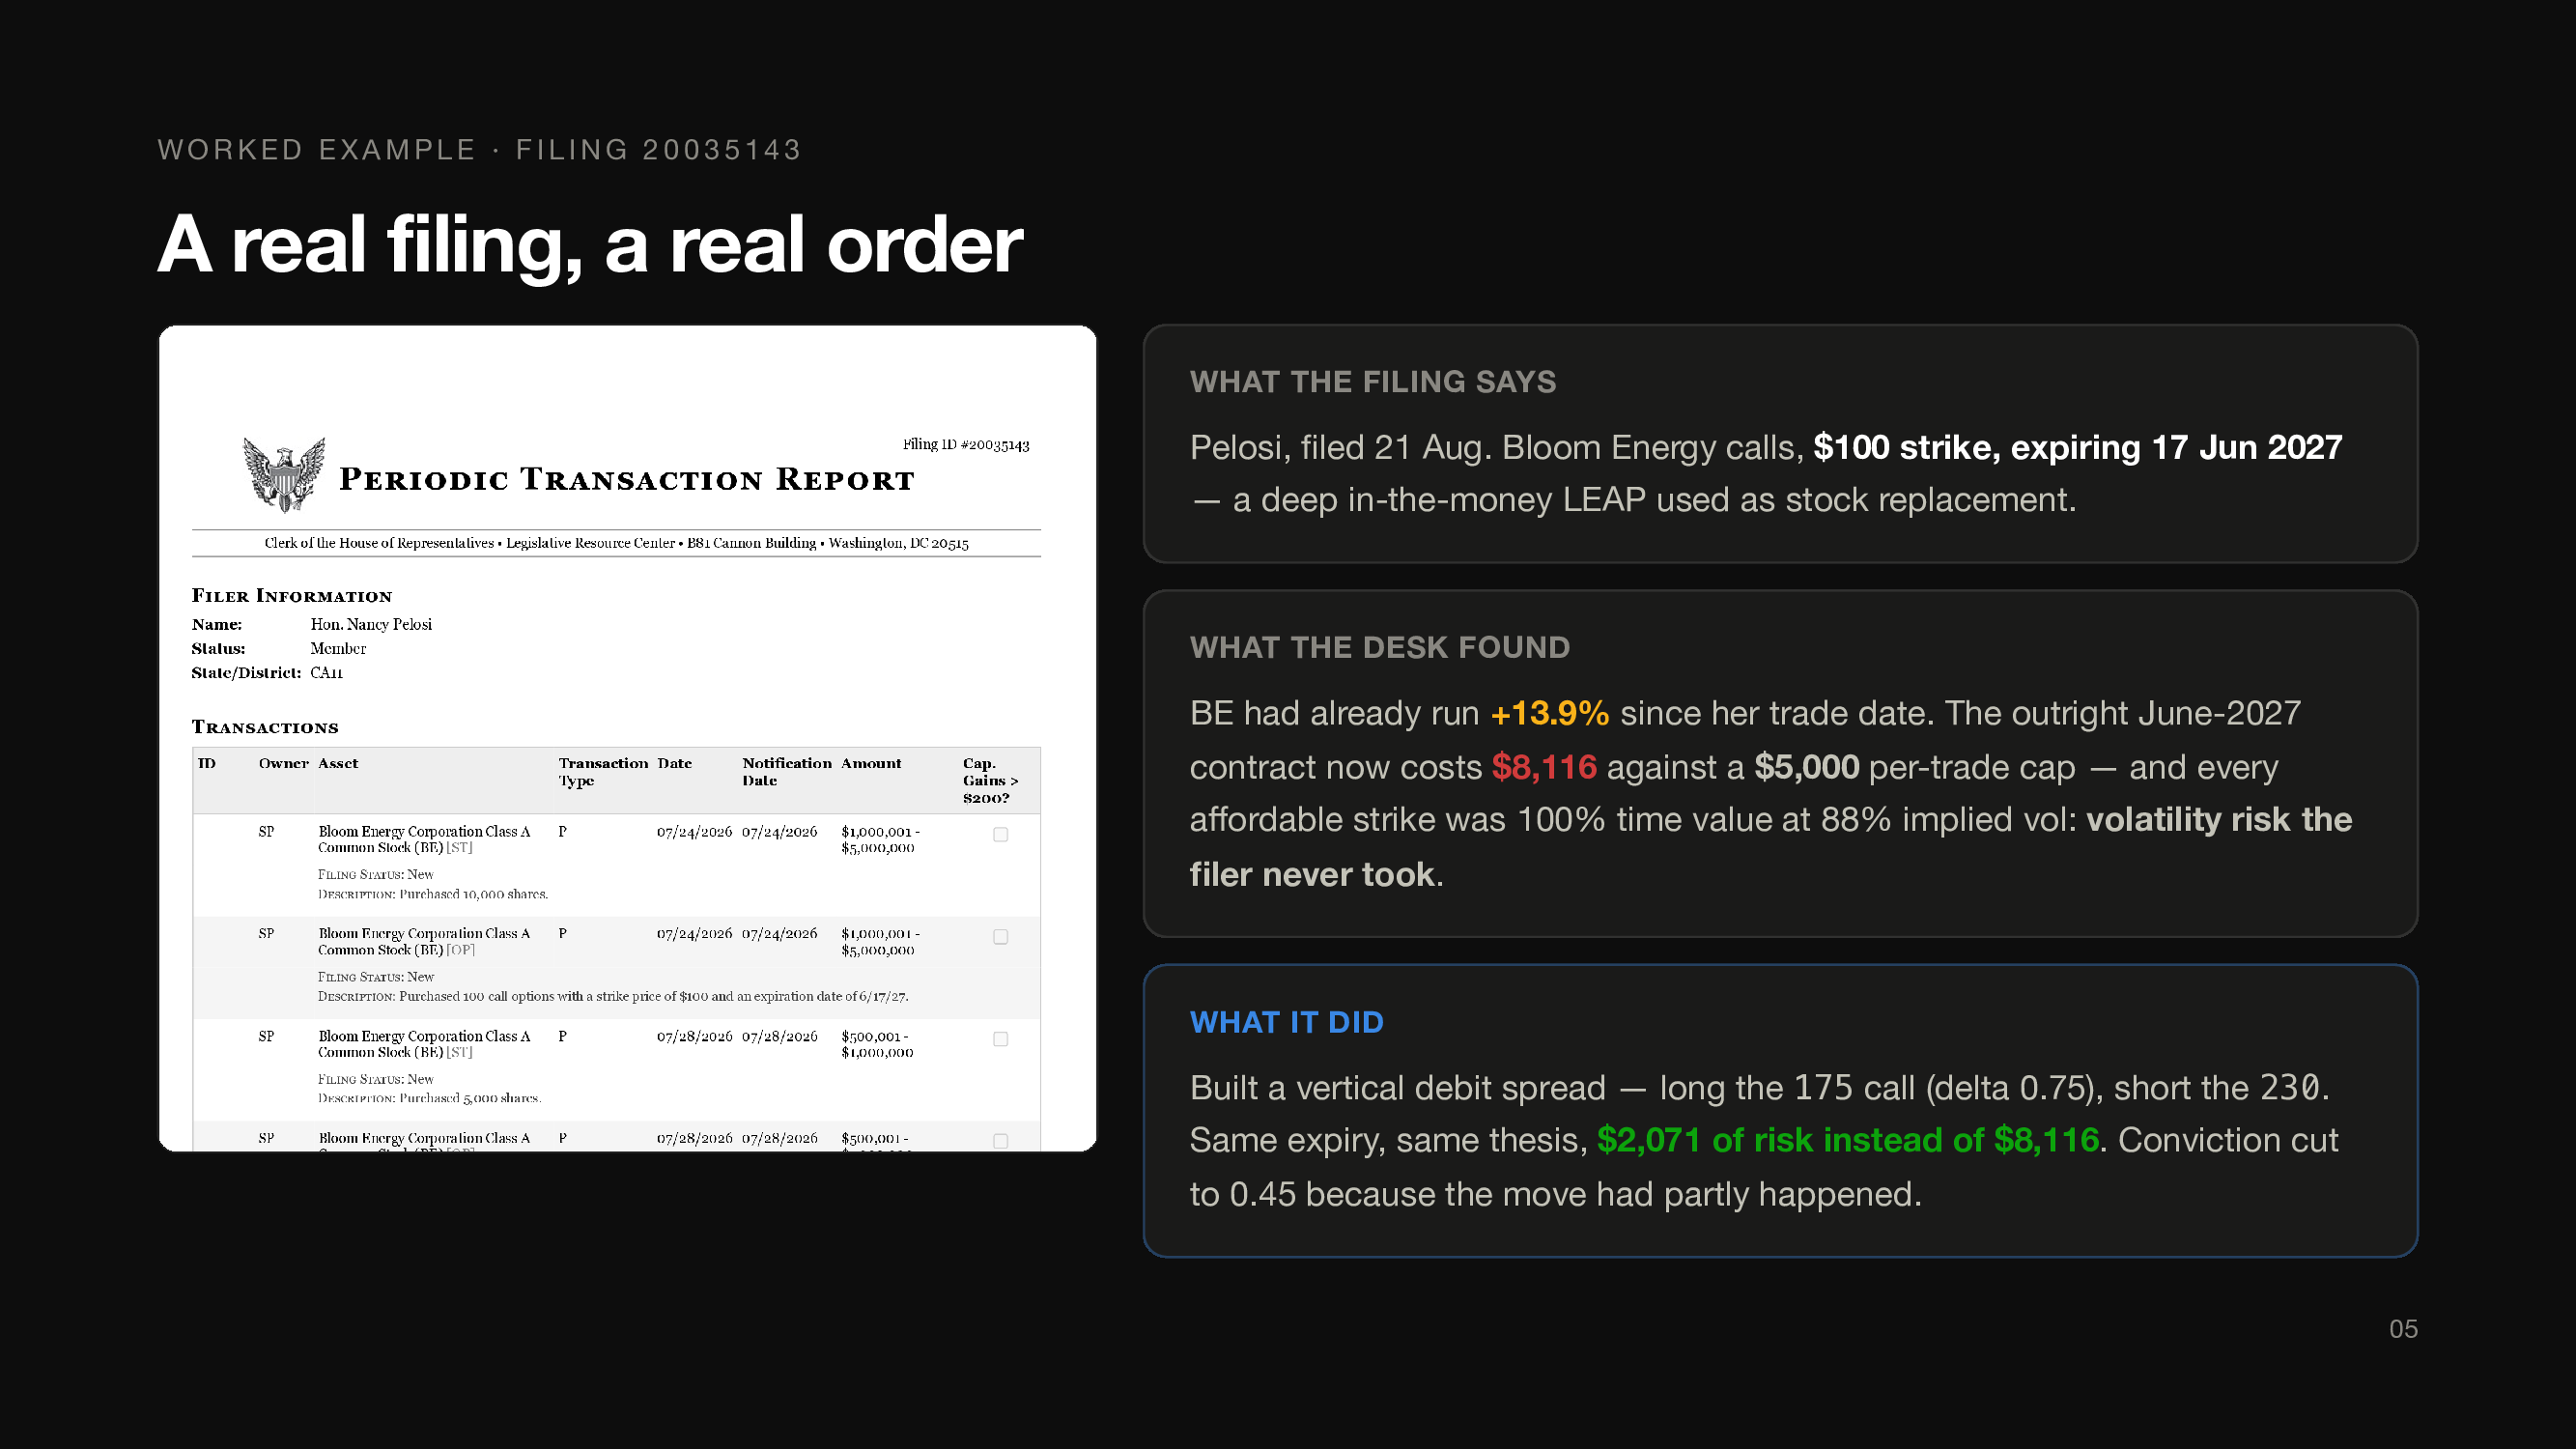 WORKED EXAMPLE · FILING 20035143
A real filing, a real order
Filing ID #20035143
PERIODIC TRANSACTION REPORT
Clerk of the House of Representatives • Legislative Resource Center • B81 Cannon Building • Washington, DC 20515
FILER INFORMATION
Name: Hon. Nancy Pelosi
Status: Member
State/District: CA11
TRANSACTIONS
ID Owner Asset Transaction Date Notification Amount Cap.
Type Date Gains >
$200?
SP Bloom Energy Corporation Class A P 07/24/2026 07/24/2026 $1,000,001 -
Common Stock (BE) [ST] $5,000,000
FILING STATUS: New
DESCRIPTION: Purchased 10,000 shares.
SP Bloom Energy Corporation Class A P 07/24/2026 07/24/2026 $1,000,001 -
Common Stock (BE) [OP] $5,000,000
FILING STATUS: New
DESCRIPTION: Purchased 100 call options with a strike price of $100 and an expiration date of 6/17/27.
SP Bloom Energy Corporation Class A P 07/28/2026 07/28/2026 $500,001 -
Common Stock (BE) [ST] $1,000,000
FILING STATUS: New
DESCRIPTION: Purchased 5,000 shares.
SP Bloom Energy Corporation Class A P 07/28/2026 07/28/2026 $500,001 -
WHAT THE FILING SAYS
Pelosi, filed 21 Aug. Bloom Energy calls, $100 strike, expiring 17 Jun 2027
— a deep in-the-money LEAP used as stock replacement.
WHAT THE DESK FOUND
BE had already run +13.9% since her trade date. The outright June-2027
contract now costs $8,116 against a $5,000 per-trade cap — and every
affordable strike was 100% time value at 88% implied vol: volatility risk the
filer never took.
WHAT IT DID
Built a vertical debit spread — long the 175 call (delta 0.75), short the 230.
Same expiry, same thesis, $2,071 of risk instead of $8,116. Conviction cut
to 0.45 because the move had partly happened.
05